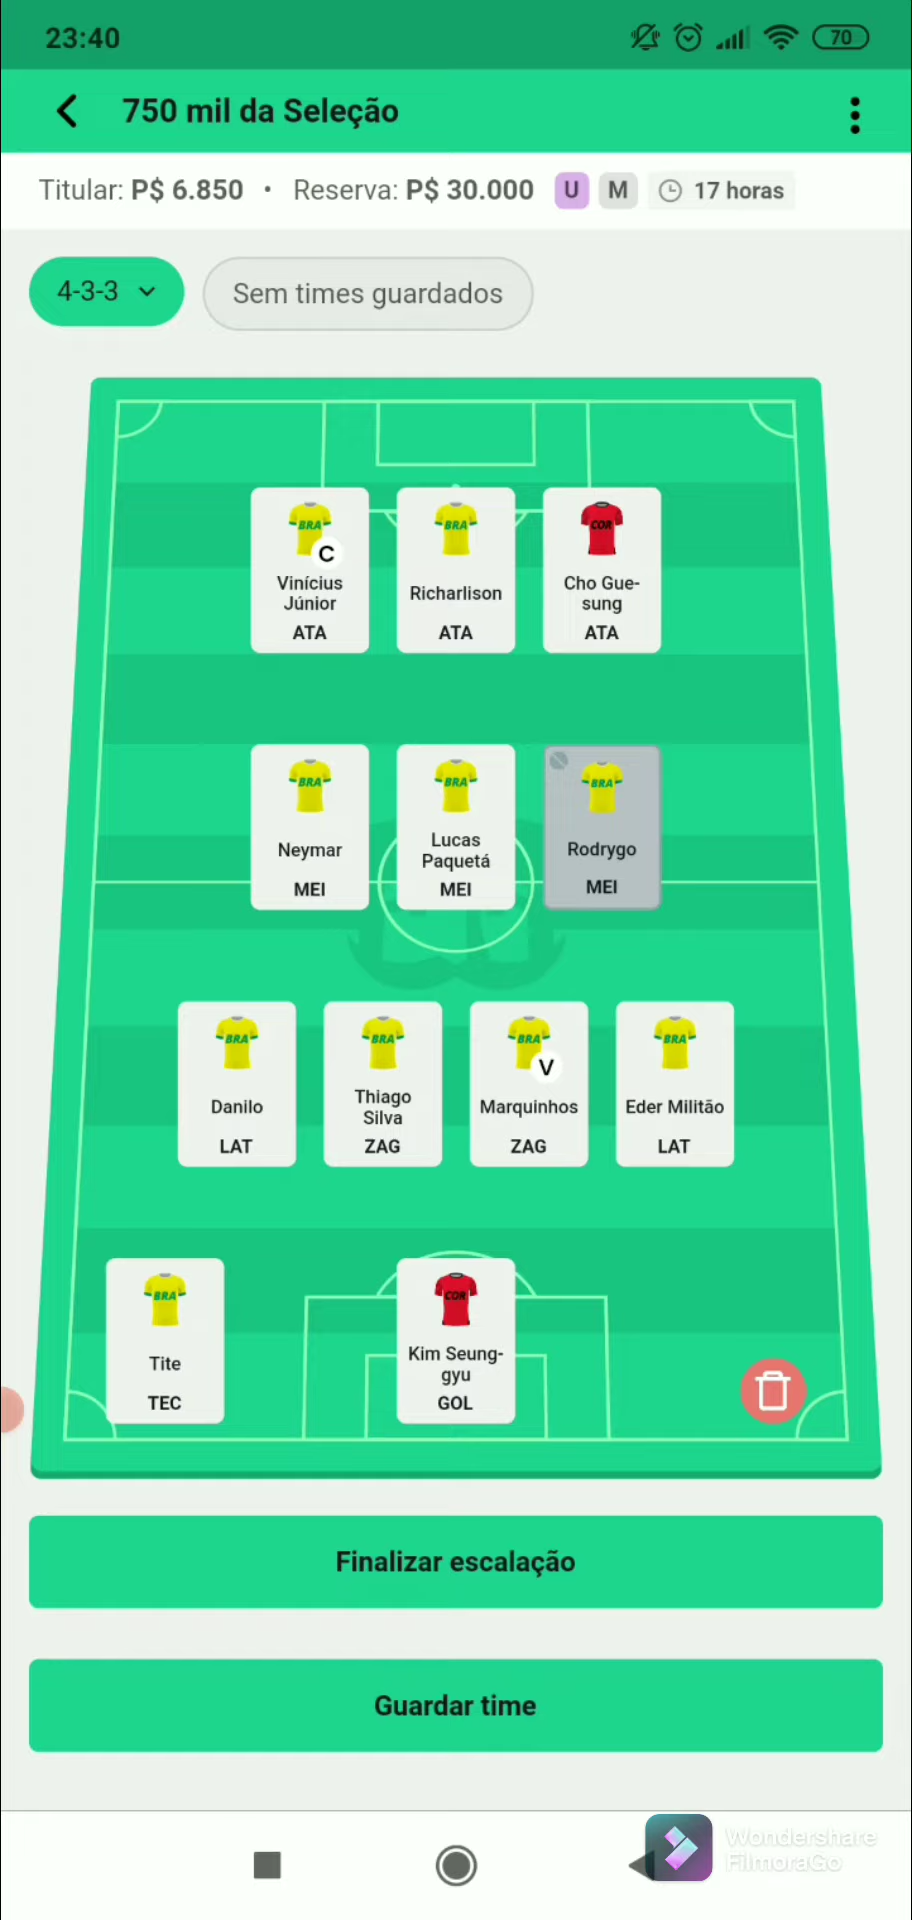 23:40
70
750 mil da Seleção
Titular: P$ 6.850 • Reserva: P$ 30.000 U M 17 horas
4-3-3
Sem times guardados
BRA BRA COR
C
Vinícius Júnior
ATA
Richarlison
ATA
Cho Gue-sung
ATA
BRA BRA BRA
Neymar
MEI
Lucas Paquetá
MEI
Rodrygo
MEI
BRA BRA BRA BRA
V
Danilo
LAT
Thiago Silva
ZAG
Marquinhos
ZAG
Eder Militão
LAT
BRA COR
Tite
TEC
Kim Seung-gyu
GOL
Finalizar escalação
Guardar time
Wondershare
FilmoraGo